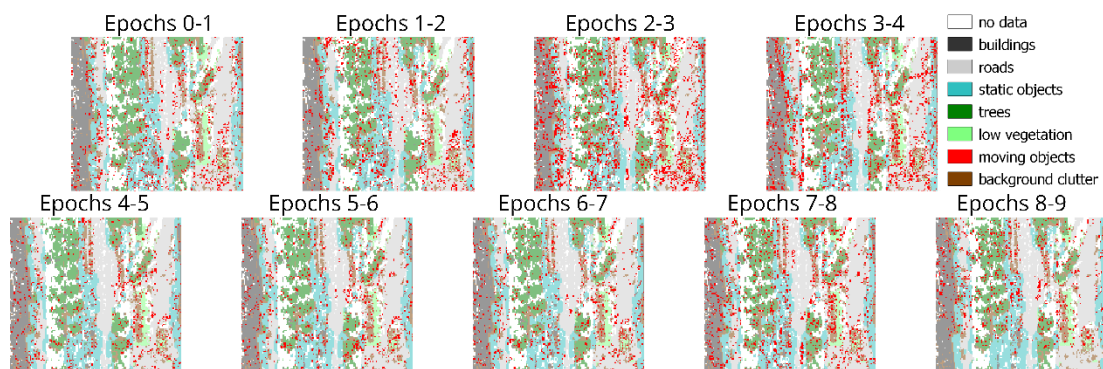 Epochs 0-1
Epochs 1-2
Epochs 2-3
Epochs 3-4
no data
buildings
roads
static objects
trees
low vegetation
moving objects
background clutter
Epochs 4-5
Epochs 5-6
Epochs 6-7
Epochs 7-8
Epochs 8-9